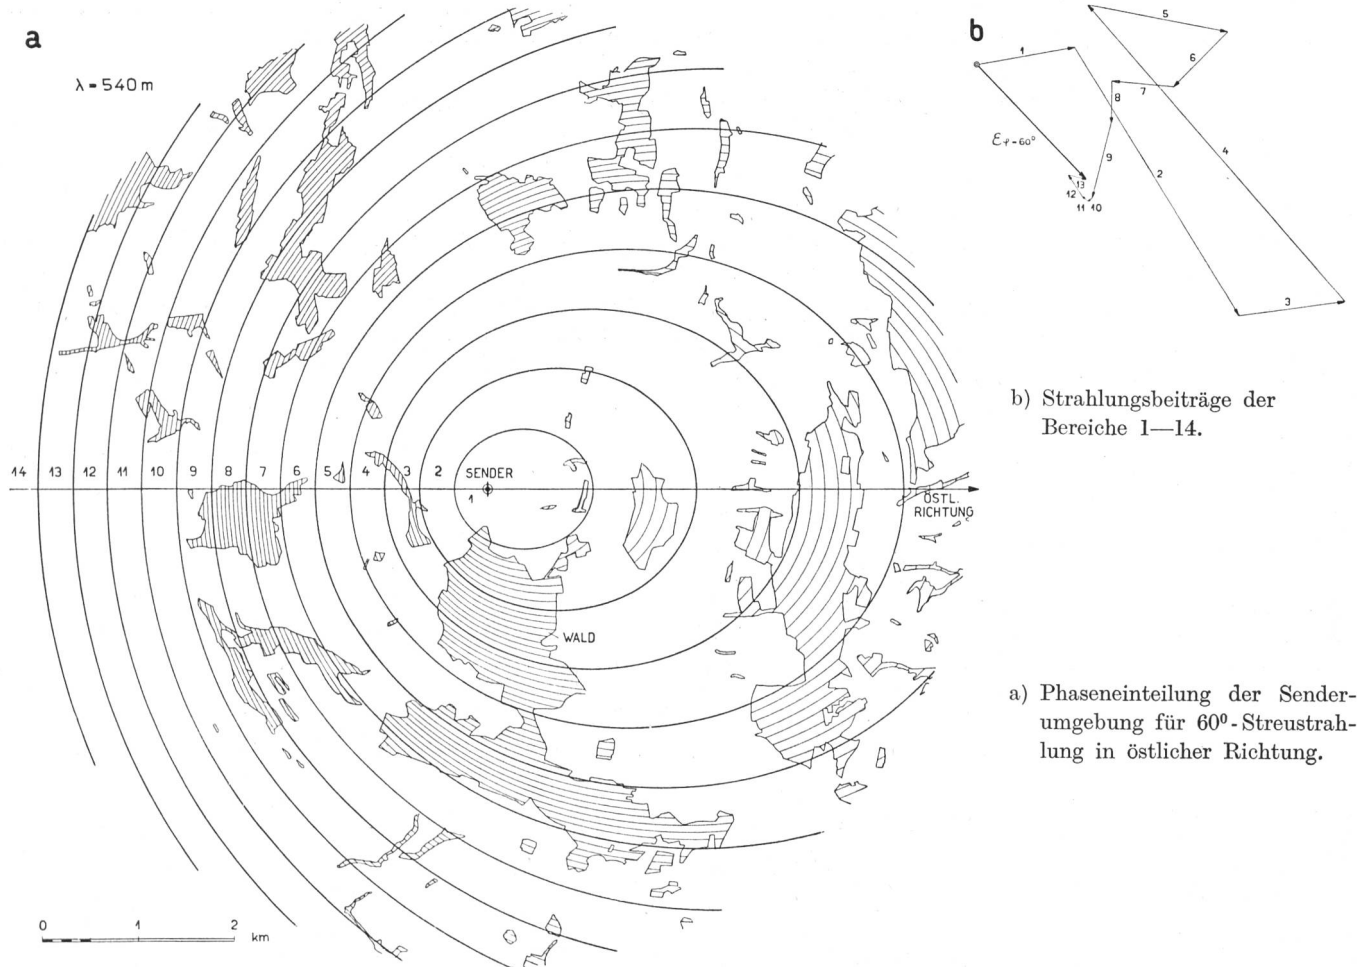 a
λ = 540 m
14 13 12 11 10 9 8 7 6 5 4 3 2 SENDER
1
ÖSTL.
RICHTUNG
WALD
0 1 2 km
b
1
5
6
7
8
2
4
9
13
12
11 10
3
b) Strahlungsbeiträge der
Bereiche 1—14.
a) Phaseneinteilung der Sender-
umgebung für 60⁰-Streustrah-
lung in östlicher Richtung.